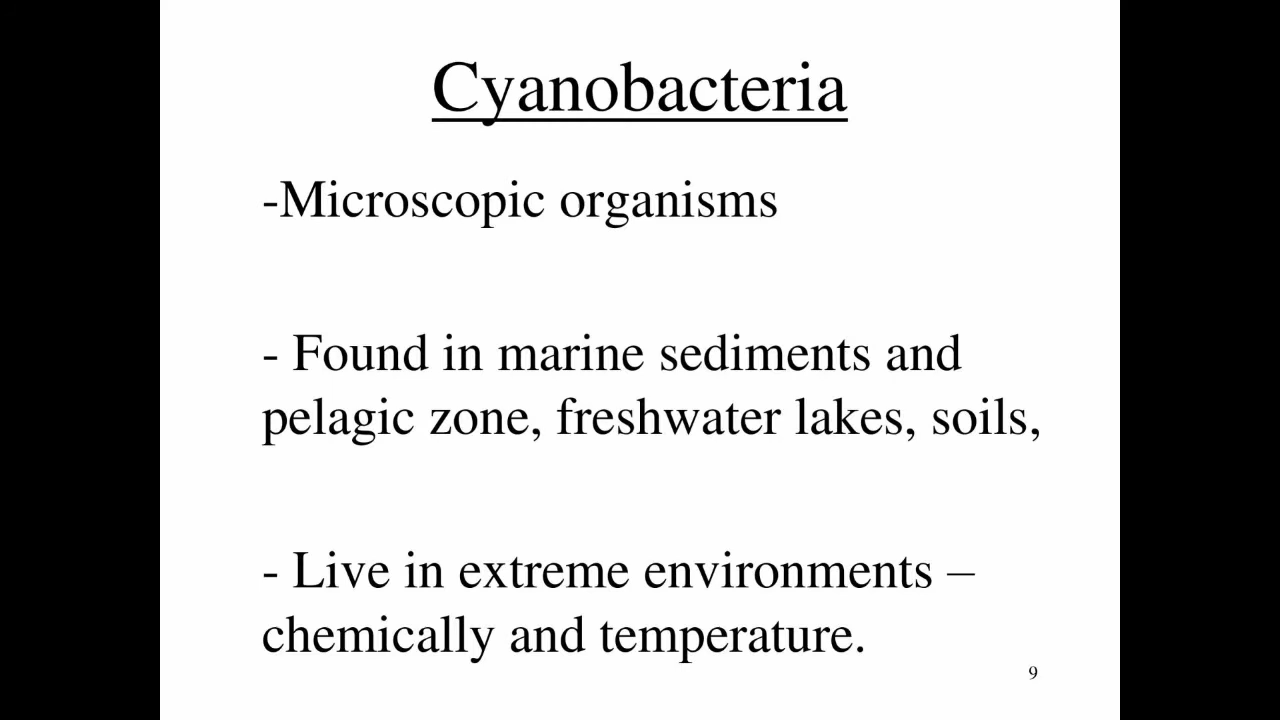 Cyanobacteria
-Microscopic organisms
- Found in marine sediments and
pelagic zone, freshwater lakes, soils,
- Live in extreme environments –
chemically and temperature.
9